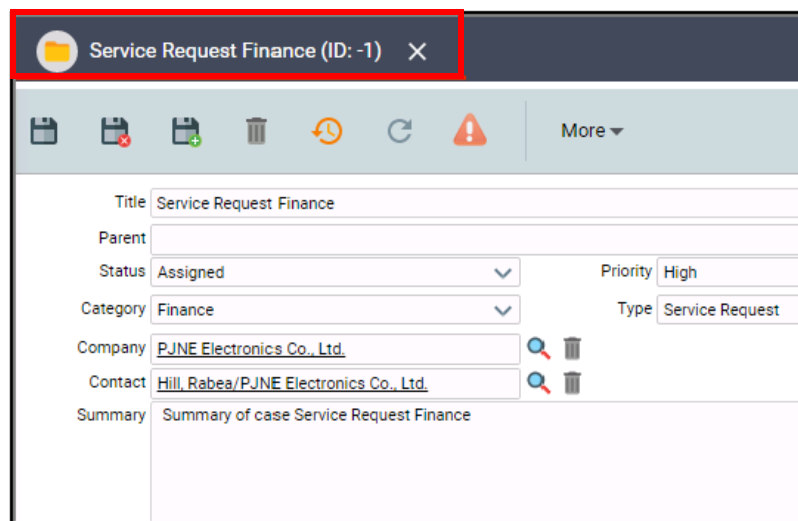 Service Request Finance (ID: -1)
More
Title Service Request Finance
Parent
Status Assigned Priority High
Category Finance Type Service Request
Company PJNE Electronics Co., Ltd.
Contact Hill, Rabea/PJNE Electronics Co., Ltd.
Summary Summary of case Service Request Finance